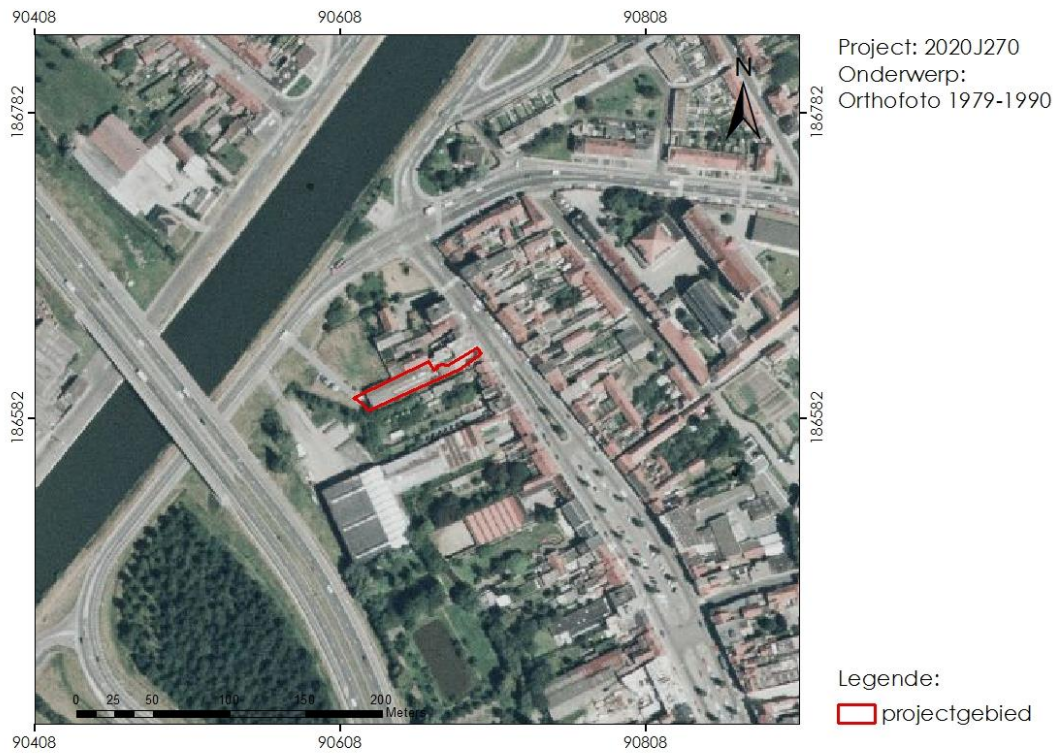 90408
90608
90808
Project: 2020J270
Onderwerp:
Orthofoto 1979-1990
N
186782
186782
186582
186582
0 25 50 100 150 200
Meters
Legende:
projectgebied
90408
90608
90808